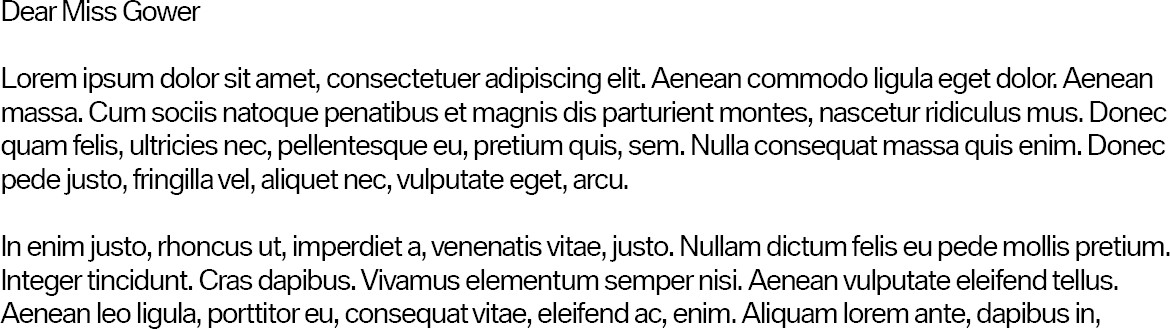 Dear Miss Gower
Lorem ipsum dolor sit amet, consectetuer adipiscing elit. Aenean commodo ligula eget dolor. Aenean
massa. Cum sociis natoque penatibus et magnis dis parturient montes, nascetur ridiculus mus. Donec
quam felis, ultricies nec, pellentesque eu, pretium quis, sem. Nulla consequat massa quis enim. Donec
pede justo, fringilla vel, aliquet nec, vulputate eget, arcu.
In enim justo, rhoncus ut, imperdiet a, venenatis vitae, justo. Nullam dictum felis eu pede mollis pretium.
Integer tincidunt. Cras dapibus. Vivamus elementum semper nisi. Aenean vulputate eleifend tellus.
Aenean leo ligula, porttitor eu, consequat vitae, eleifend ac, enim. Aliquam lorem ante, dapibus in,